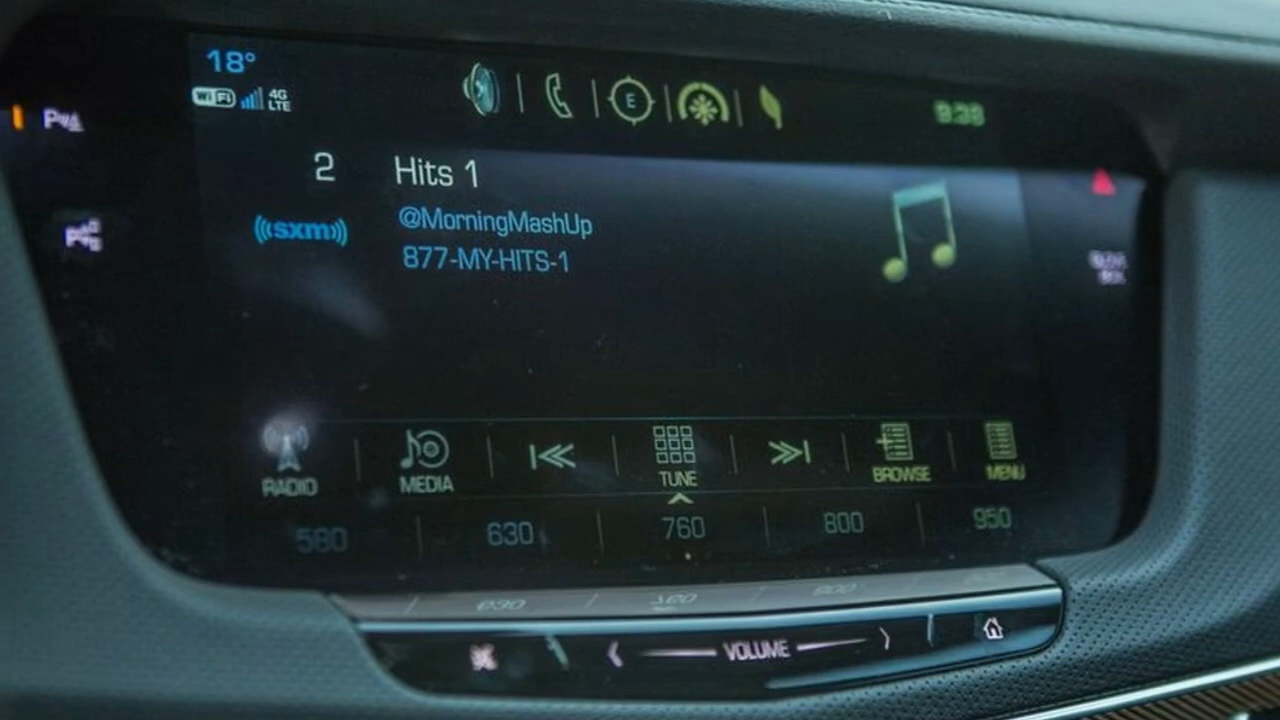 18°
WiFi 4G LTE
E
9:38
2 Hits 1
((sxm)) @MorningMashUp
877-MY-HITS-1
RADIO MEDIA TUNE BROWSE MENU
580 630 760 800 950
VOLUME